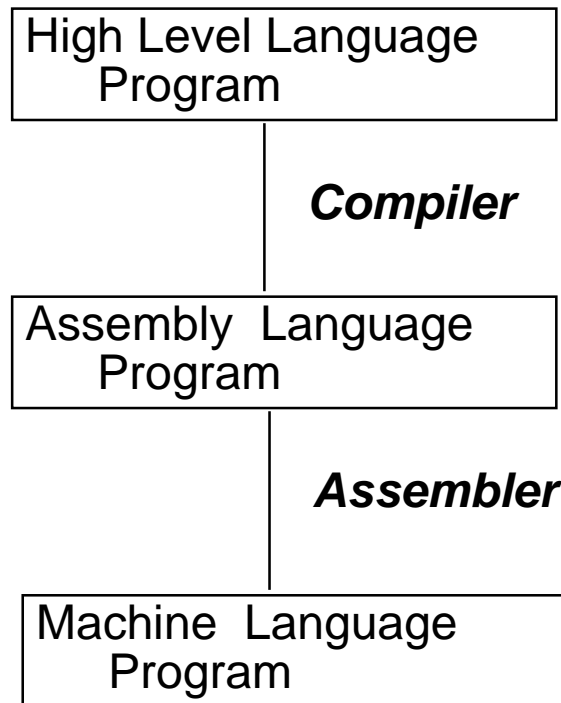 High Level Language
Program
Compiler
Assembly Language
Program
Assembler
Machine Language
Program